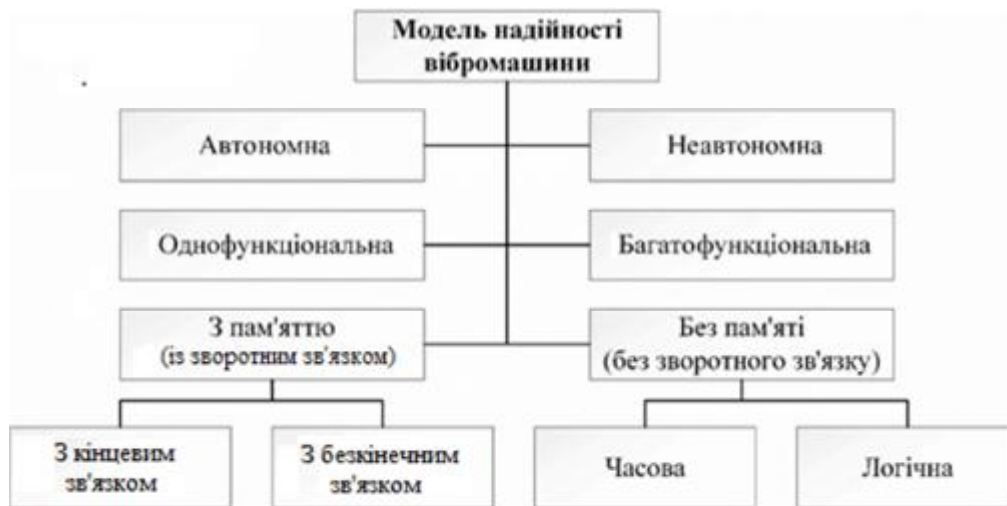 Модель надійності
вібромашини
Автономна
Неавтономна
Однофункціональна
Багатофункціональна
З пам'яттю
(із зворотним зв'язком)
Без пам'яті
(без зворотного зв'язку)
З кінцевим
зв'язком
З безкінечним
зв'язком
Часова
Логічна